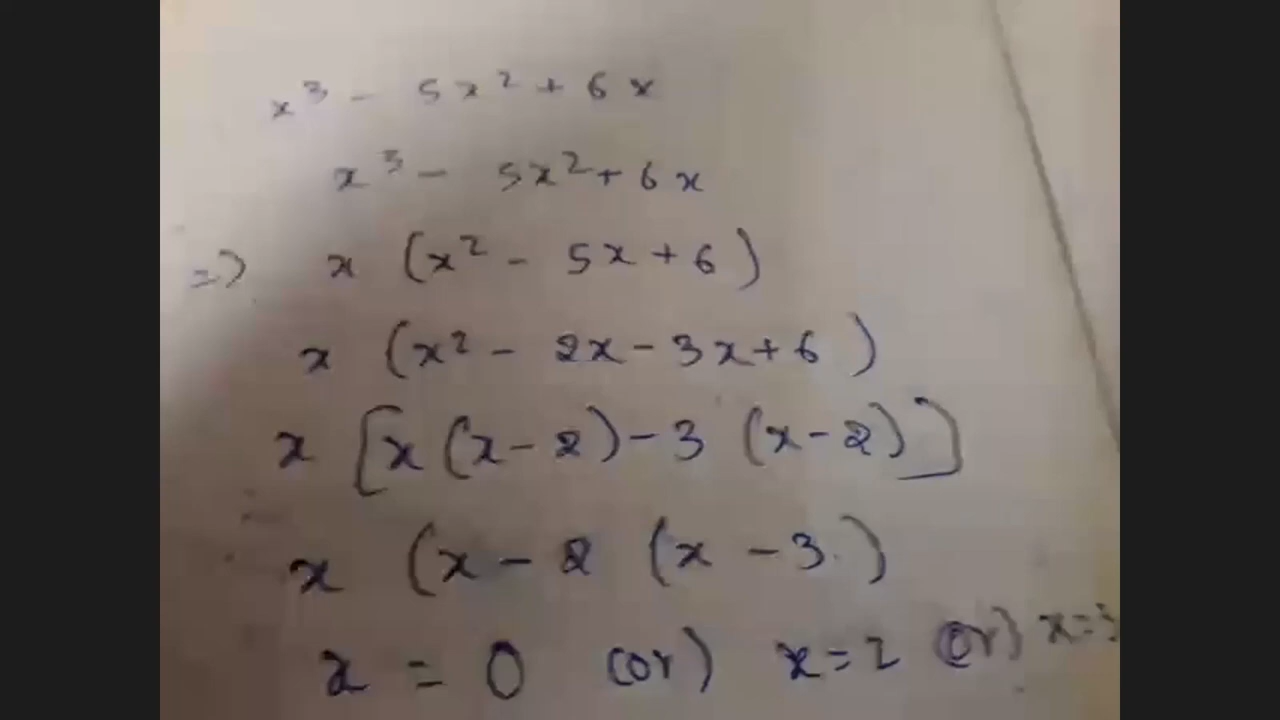 x³ - 5x² + 6x
x³ - 5x² + 6x
=) x (x² - 5x + 6)
x (x² - 2x - 3x + 6)
x [x (x - 2) - 3 (x - 2)]
x (x - 2 (x - 3)
x = 0 (or) x = 2 (or) x =